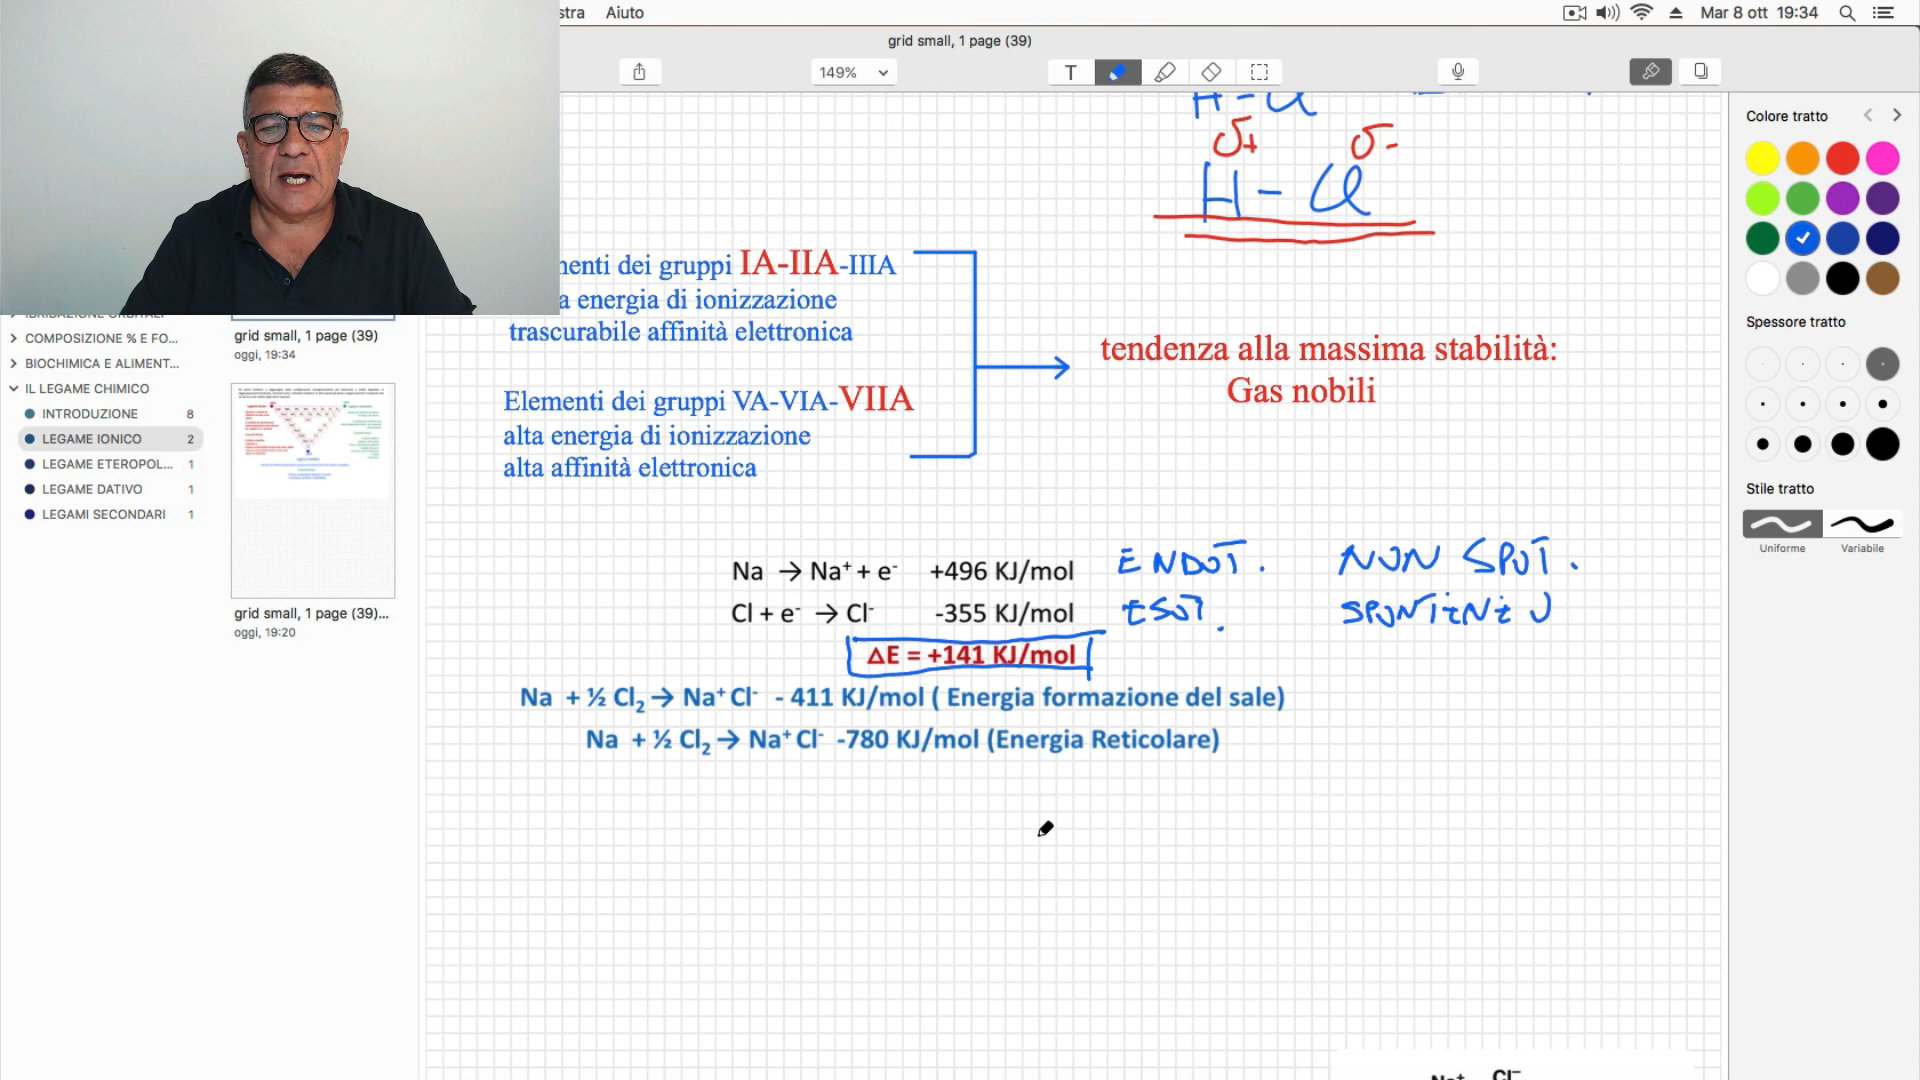 stra Aiuto
Mar 8 ott 19:34
grid small, 1 page (39)
149%
T
H - Cl
δ+ δ-
H - Cl
menti dei gruppi IA-IIA-IIIA
a energia di ionizzazione
trascurabile affinità elettronica
Elementi dei gruppi VA-VIA-VIIA
alta energia di ionizzazione
alta affinità elettronica
tendenza alla massima stabilità:
Gas nobili
Na → Na⁺ + e⁻ +496 KJ/mol ENDOT. NON SPOT.
Cl + e⁻ → Cl⁻ -355 KJ/mol ESOT. SPONTANEO
ΔE = +141 KJ/mol
Na + ½ Cl₂ → Na⁺ Cl⁻ - 411 KJ/mol ( Energia formazione del sale)
Na + ½ Cl₂ → Na⁺ Cl⁻ -780 KJ/mol (Energia Reticolare)
Na⁺ Cl⁻
COMPOSIZIONE % E FO...
BIOCHIMICA E ALIMENT...
IL LEGAME CHIMICO
INTRODUZIONE 8
LEGAME IONICO 2
LEGAME ETEROPOL... 1
LEGAME DATIVO 1
LEGAMI SECONDARI 1
grid small, 1 page (39)
oggi, 19:34
grid small, 1 page (39)...
oggi, 19:20
Colore tratto
Spessore tratto
Stile tratto
Uniforme Variabile